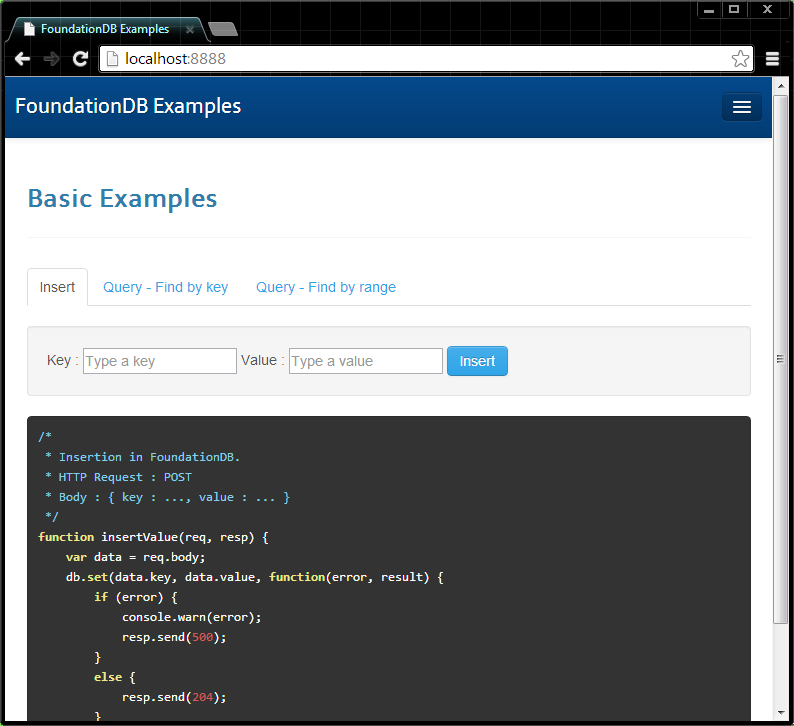 FoundationDB Examples
localhost:8888
FoundationDB Examples
Basic Examples
Insert Query - Find by key Query - Find by range
Key : Type a key Value : Type a value Insert
/*
 * Insertion in FoundationDB.
 * HTTP Request : POST
 * Body : { key : ..., value : ... }
 */
function insertValue(req, resp) {
    var data = req.body;
    db.set(data.key, data.value, function(error, result) {
        if (error) {
            console.warn(error);
            resp.send(500);
        }
        else {
            resp.send(204);
        }